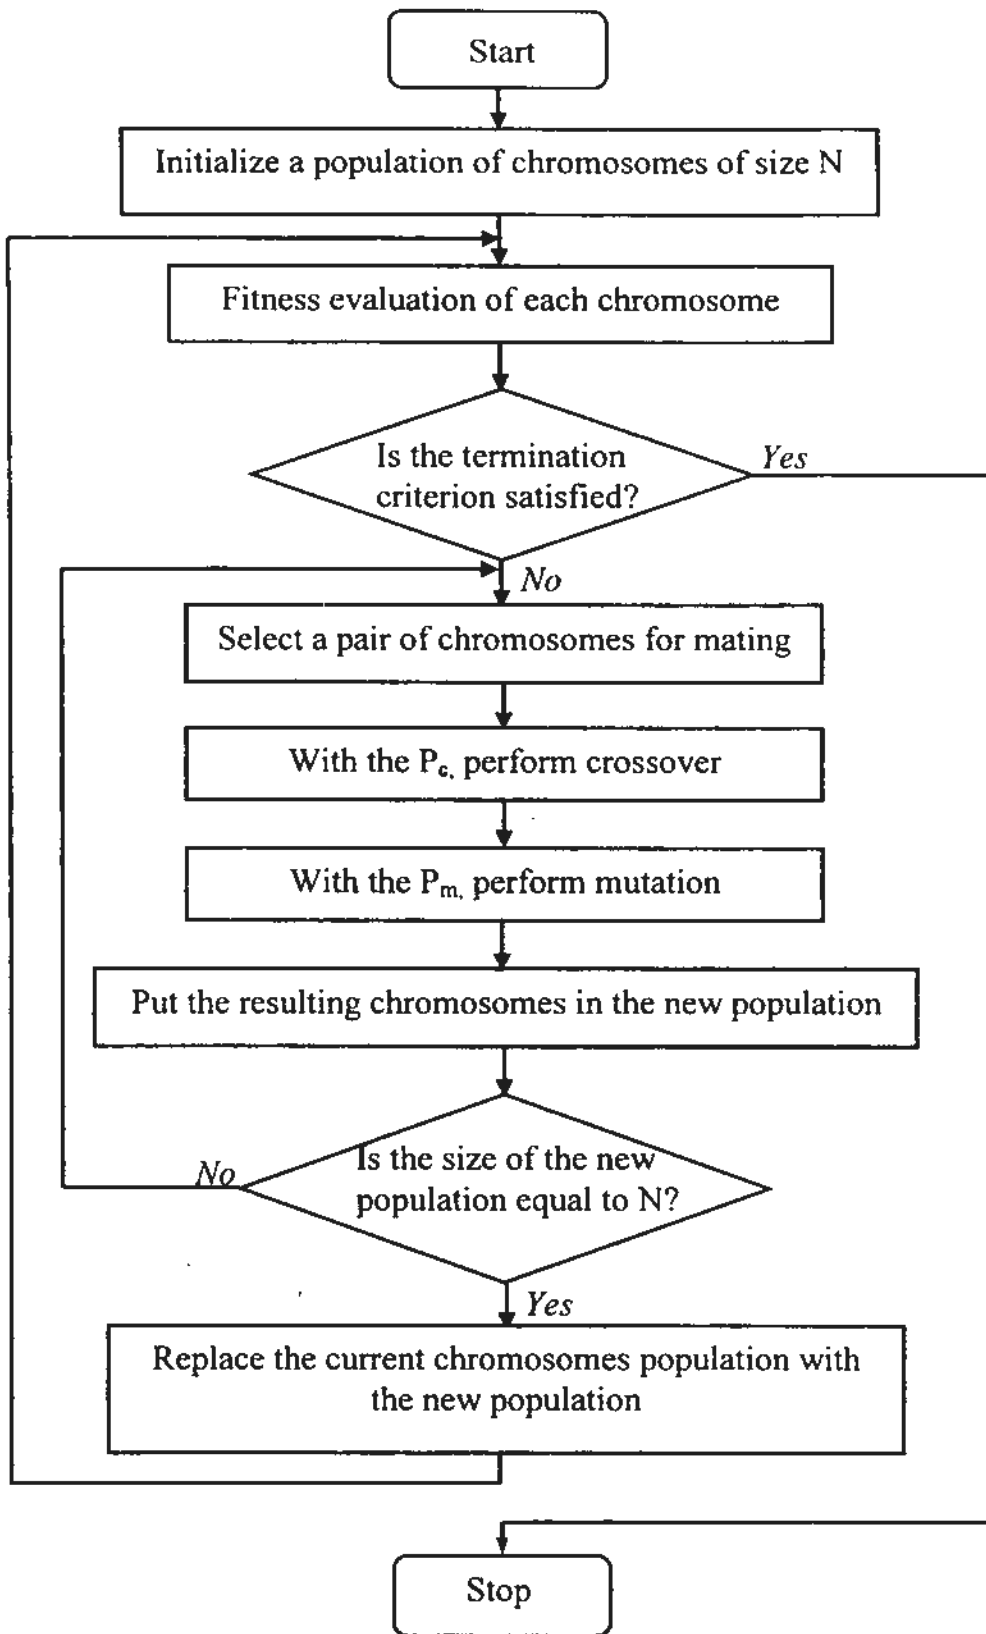 Start
Initialize a population of chromosomes of size N
Fitness evaluation of each chromosome
Is the termination
criterion satisfied?
Yes
No
Select a pair of chromosomes for mating
With the Pc, perform crossover
With the Pm, perform mutation
Put the resulting chromosomes in the new population
Is the size of the new
population equal to N?
No
Yes
Replace the current chromosomes population with
the new population
Stop